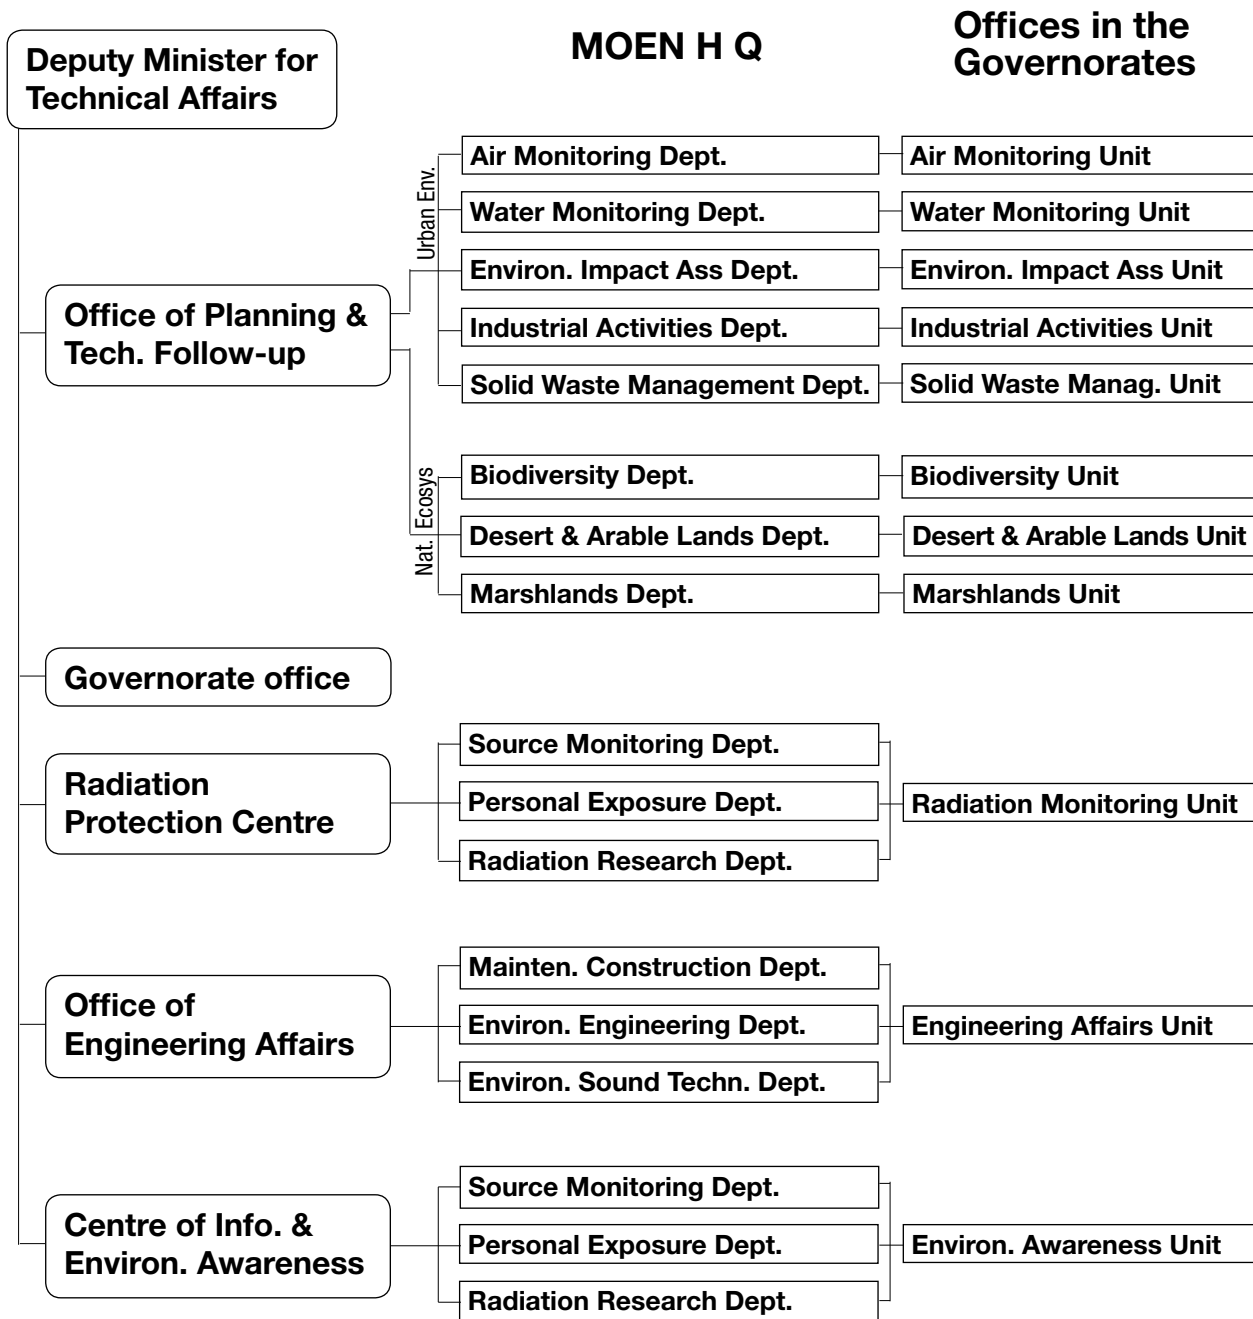 Deputy Minister for
Technical Affairs
MOEN H Q
Offices in the
Governorates
Urban Env.
Air Monitoring Dept.
Air Monitoring Unit
Water Monitoring Dept.
Water Monitoring Unit
Environ. Impact Ass Dept.
Environ. Impact Ass Unit
Office of Planning &
Tech. Follow-up
Industrial Activities Dept.
Industrial Activities Unit
Solid Waste Management Dept.
Solid Waste Manag. Unit
Nat. Ecosys
Biodiversity Dept.
Biodiversity Unit
Desert & Arable Lands Dept.
Desert & Arable Lands Unit
Marshlands Dept.
Marshlands Unit
Governorate office
Radiation
Protection Centre
Source Monitoring Dept.
Personal Exposure Dept.
Radiation Research Dept.
Radiation Monitoring Unit
Office of
Engineering Affairs
Mainten. Construction Dept.
Environ. Engineering Dept.
Environ. Sound Techn. Dept.
Engineering Affairs Unit
Centre of Info. &
Environ. Awareness
Source Monitoring Dept.
Personal Exposure Dept.
Radiation Research Dept.
Environ. Awareness Unit